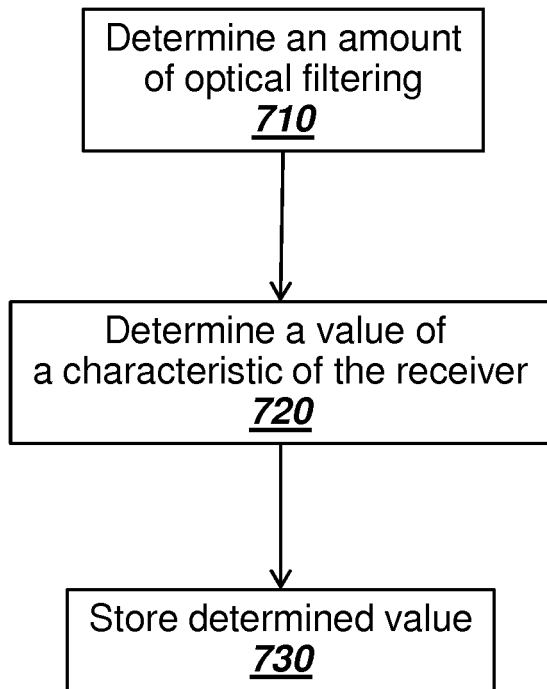 Determine an amount
of optical filtering
710
Determine a value of
a characteristic of the receiver
720
Store determined value
730